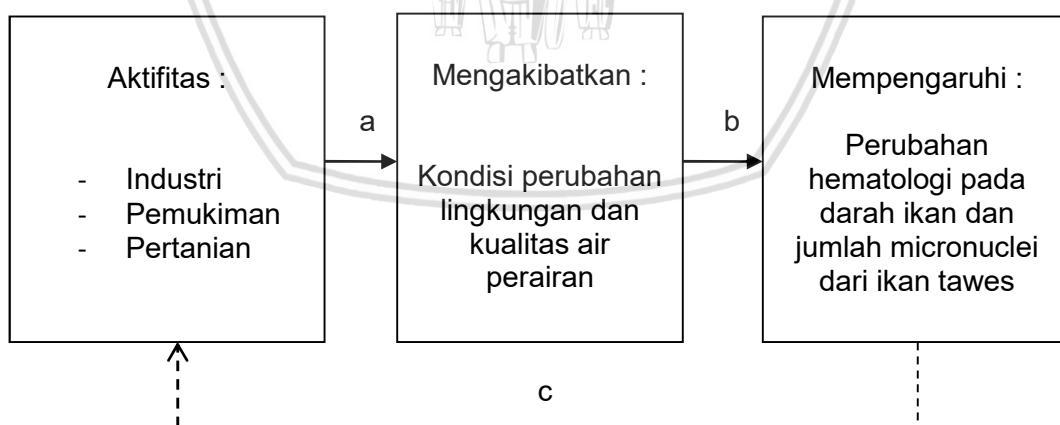 Aktifitas :
- Industri
- Pemukiman
- Pertanian
a
Mengakibatkan :
Kondisi perubahan
lingkungan dan
kualitas air
perairan
b
Mempengaruhi :
Perubahan
hematologi pada
darah ikan dan
jumlah micronuclei
dari ikan tawes
c